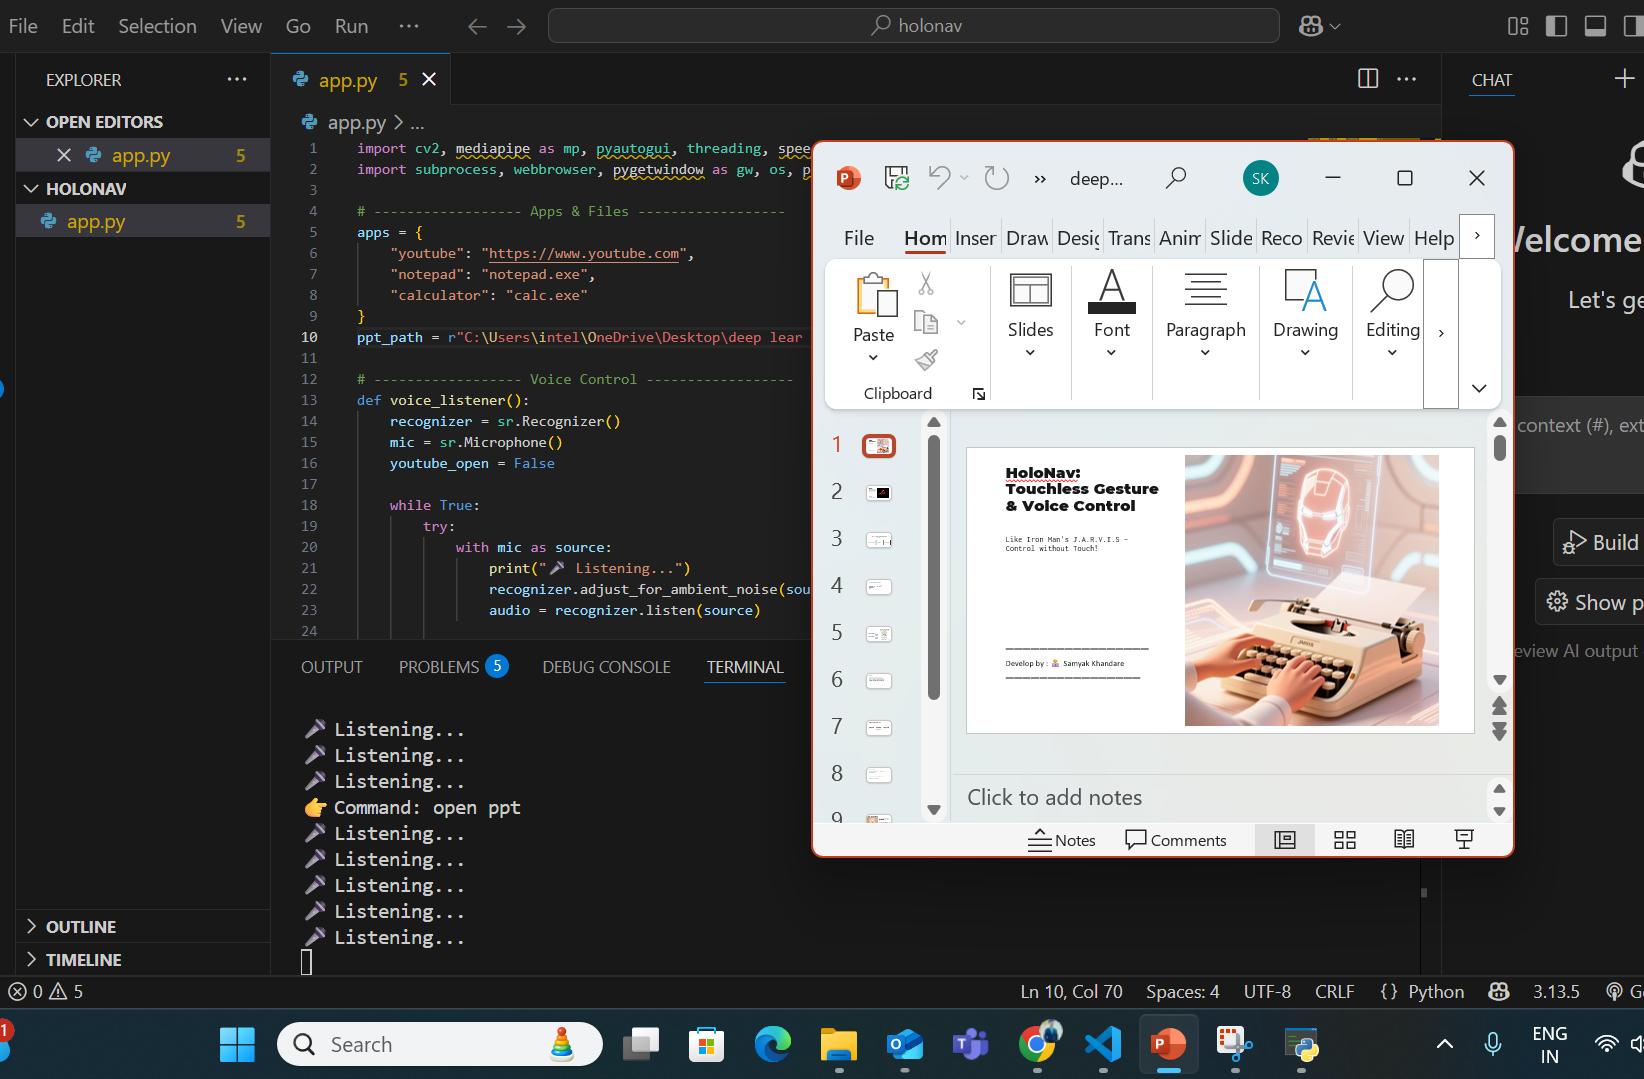 File Edit Selection View Go Run ··· holonav
EXPLORER ···
OPEN EDITORS
app.py 5
HOLONAV
app.py 5
OUTLINE
TIMELINE
app.py 5
app.py > ...
1 import cv2, mediapipe as mp, pyautogui, threading, spee
2 import subprocess, webbrowser, pygetwindow as gw, os, p
3
4 # ------------------ Apps & Files ------------------
5 apps = {
6 "youtube": "https://www.youtube.com",
7 "notepad": "notepad.exe",
8 "calculator": "calc.exe"
9 }
10 ppt_path = r"C:\Users\intel\OneDrive\Desktop\deep lear
11
12 # ------------------ Voice Control ------------------
13 def voice_listener():
14 recognizer = sr.Recognizer()
15 mic = sr.Microphone()
16 youtube_open = False
17
18 while True:
19 try:
20 with mic as source:
21 print("🎤 Listening...")
22 recognizer.adjust_for_ambient_noise(sou
23 audio = recognizer.listen(source)
24
OUTPUT PROBLEMS 5 DEBUG CONSOLE TERMINAL
🎤 Listening...
🎤 Listening...
🎤 Listening...
👉 Command: open ppt
🎤 Listening...
🎤 Listening...
🎤 Listening...
🎤 Listening...
🎤 Listening...
deep... SK
File Hom Inser Draw Desig Trans Anim Slide Reco Revie View Help
Paste Slides Font Paragraph Drawing Editing
Clipboard
1
2
3
4
5
6
7
8
9
HoloNav:
Touchless Gesture
& Voice Control
Like Iron Man's J.A.R.V.I.S –
Control without Touch!
Develop by : Samyak Khandare
Click to add notes
Notes Comments
CHAT
Welcome
Let's ge
context (#), ext
Build
Show p
eview AI output
0 5 Ln 10, Col 70 Spaces: 4 UTF-8 CRLF {} Python 3.13.5 Go
1 Search ENG
IN